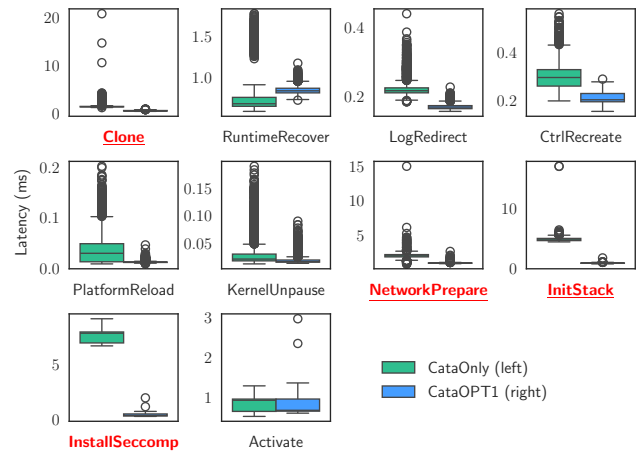 20
10
0
Clone
1.5
1.0
RuntimeRecover
0.4
0.2
LogRedirect
0.4
0.2
CtrlRecreate
Latency (ms)
0.2
0.1
0.0
PlatformReload
0.15
0.10
0.05
KernelUnpause
15
10
5
0
NetworkPrepare
10
0
InitStack
5
0
InstallSeccomp
3
2
1
Activate
CataOnly (left)
CataOPT1 (right)